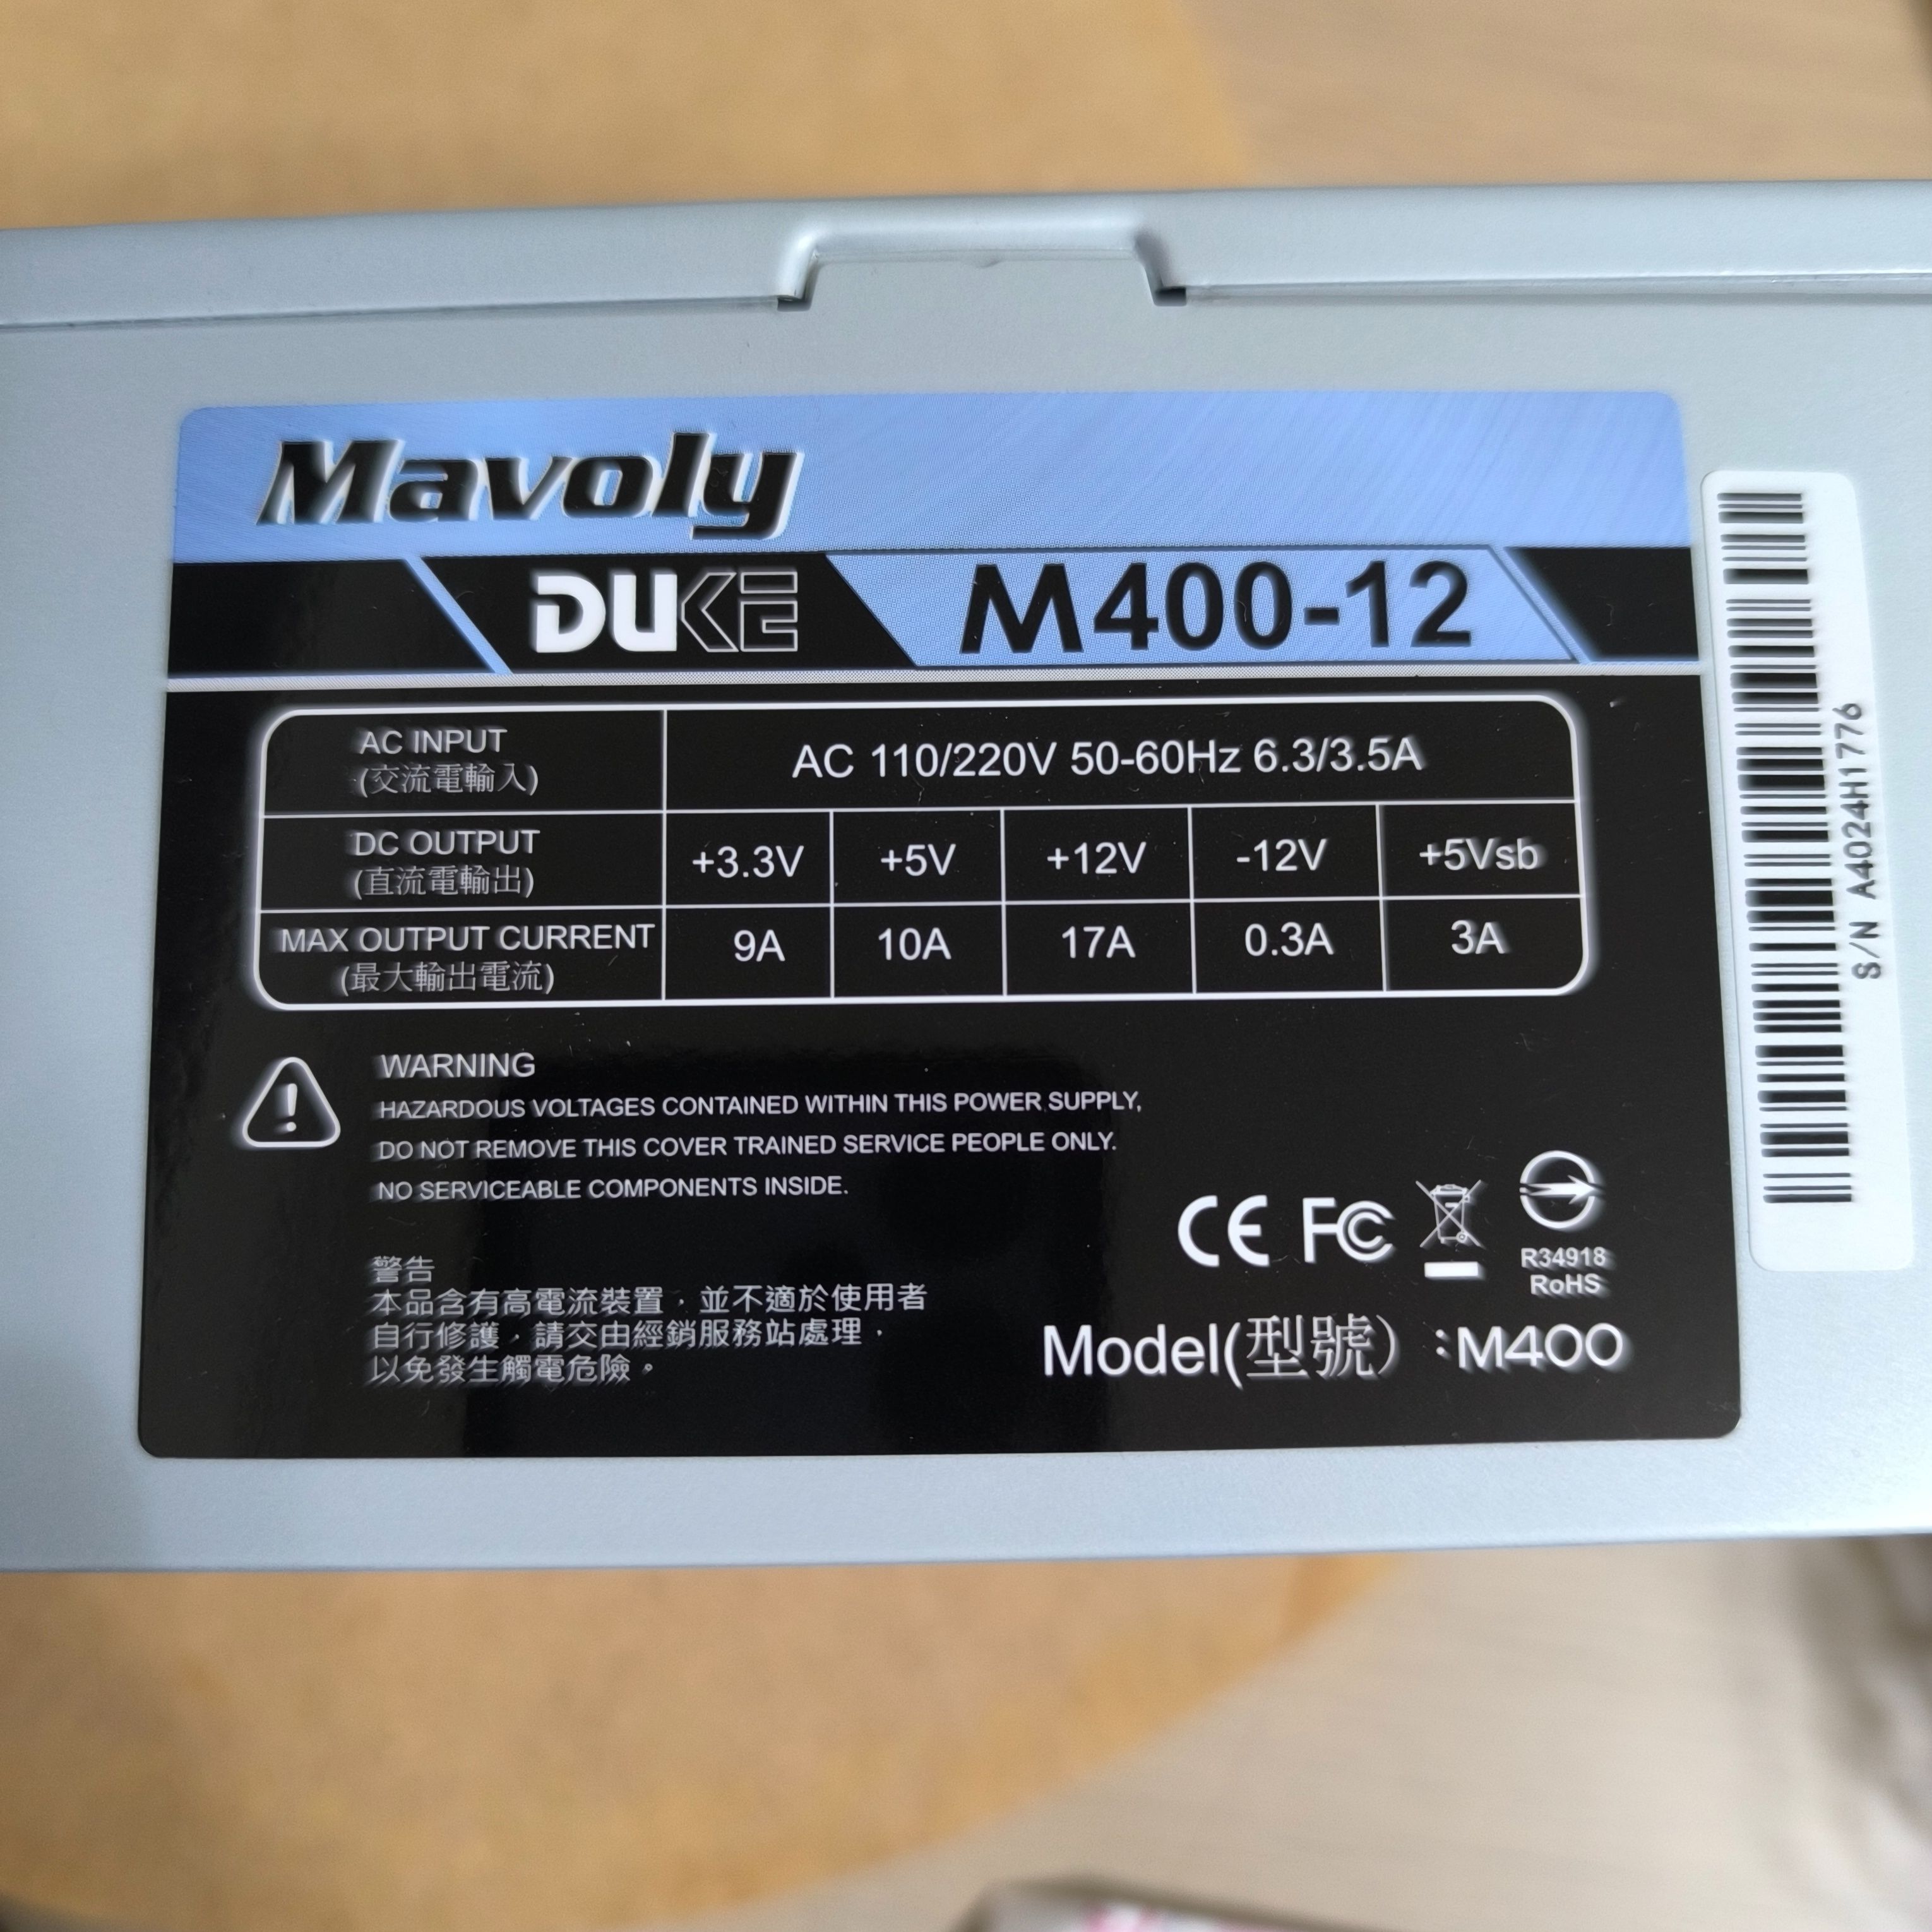 Mavoly
DUKE M400-12
AC INPUT
(交流電輸入)
AC 110/220V 50-60Hz 6.3/3.5A
DC OUTPUT
(直流電輸出)
+3.3V +5V +12V -12V +5Vsb
MAX OUTPUT CURRENT
(最大輸出電流)
9A 10A 17A 0.3A 3A
WARNING
HAZARDOUS VOLTAGES CONTAINED WITHIN THIS POWER SUPPLY,
DO NOT REMOVE THIS COVER TRAINED SERVICE PEOPLE ONLY.
NO SERVICEABLE COMPONENTS INSIDE.
警告
本品含有高電流裝置，並不適於使用者
自行修護，請交由經銷服務站處理，
以免發生觸電危險。
CE FC
R34918
RoHS
Model(型號）:M400
S/N A4024H1776